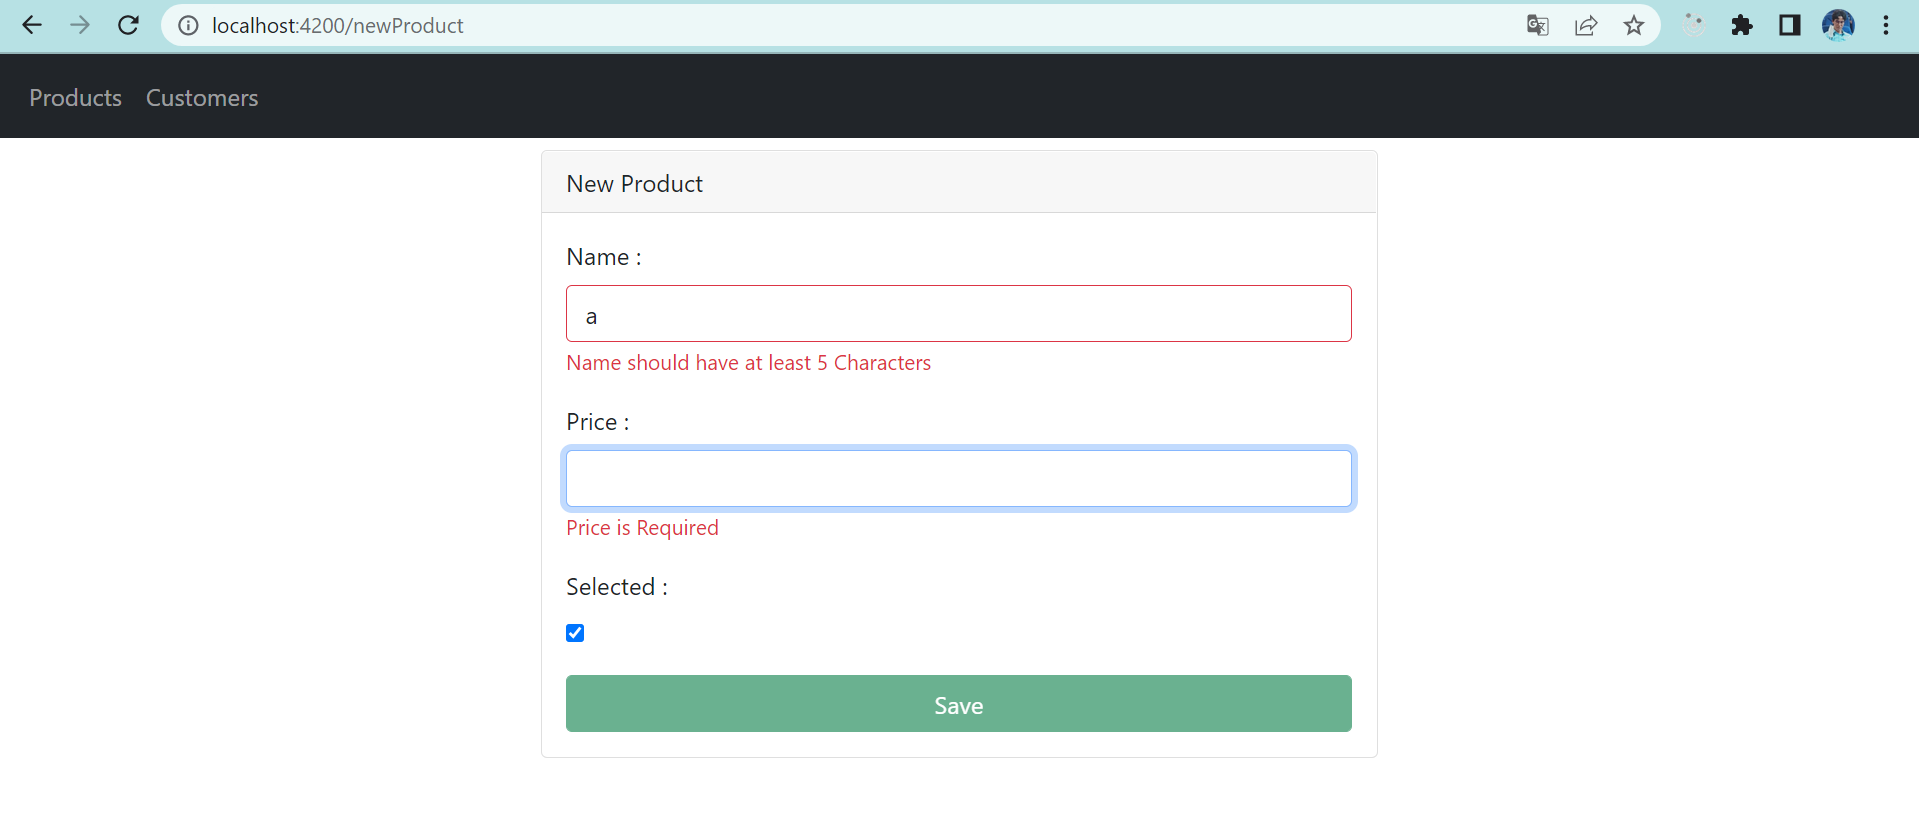 localhost:4200/newProduct
Products Customers
New Product
Name :
a
Name should have at least 5 Characters
Price :
Price is Required
Selected :
Save